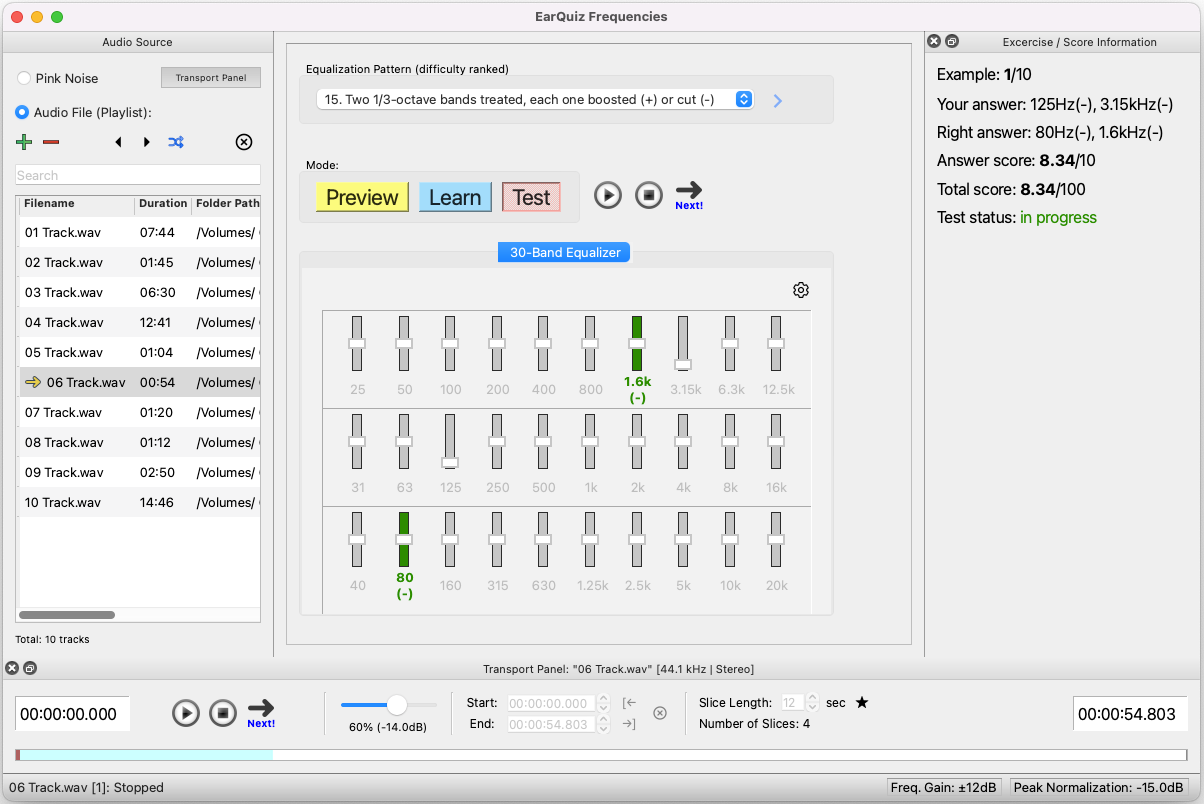 EarQuiz Frequencies
Audio Source
Pink Noise
Transport Panel
Audio File (Playlist):
Search
Filename Duration Folder Path
01 Track.wav 07:44 /Volumes/
02 Track.wav 01:45 /Volumes/
03 Track.wav 06:30 /Volumes/
04 Track.wav 12:41 /Volumes/
05 Track.wav 01:04 /Volumes/
06 Track.wav 00:54 /Volumes/
07 Track.wav 01:20 /Volumes/
08 Track.wav 01:12 /Volumes/
09 Track.wav 02:50 /Volumes/
10 Track.wav 14:46 /Volumes/
Total: 10 tracks
Equalization Pattern (difficulty ranked)
15. Two 1/3-octave bands treated, each one boosted (+) or cut (-)
Mode:
Preview Learn Test
Next!
30-Band Equalizer
25 50 100 200 400 800 1.6k 3.15k 6.3k 12.5k
(-)
31 63 125 250 500 1k 2k 4k 8k 16k
40 80 160 315 630 1.25k 2.5k 5k 10k 20k
(-)
Excercise / Score Information
Example: 1/10
Your answer: 125Hz(-), 3.15kHz(-)
Right answer: 80Hz(-), 1.6kHz(-)
Answer score: 8.34/10
Total score: 8.34/100
Test status: in progress
Transport Panel: "06 Track.wav" [44.1 kHz | Stereo]
00:00:00.000
Next!
60% (-14.0dB)
Start: 00:00:00.000
End: 00:00:54.803
Slice Length: 12 sec ★
Number of Slices: 4
00:00:54.803
06 Track.wav [1]: Stopped
Freq. Gain: ±12dB
Peak Normalization: -15.0dB